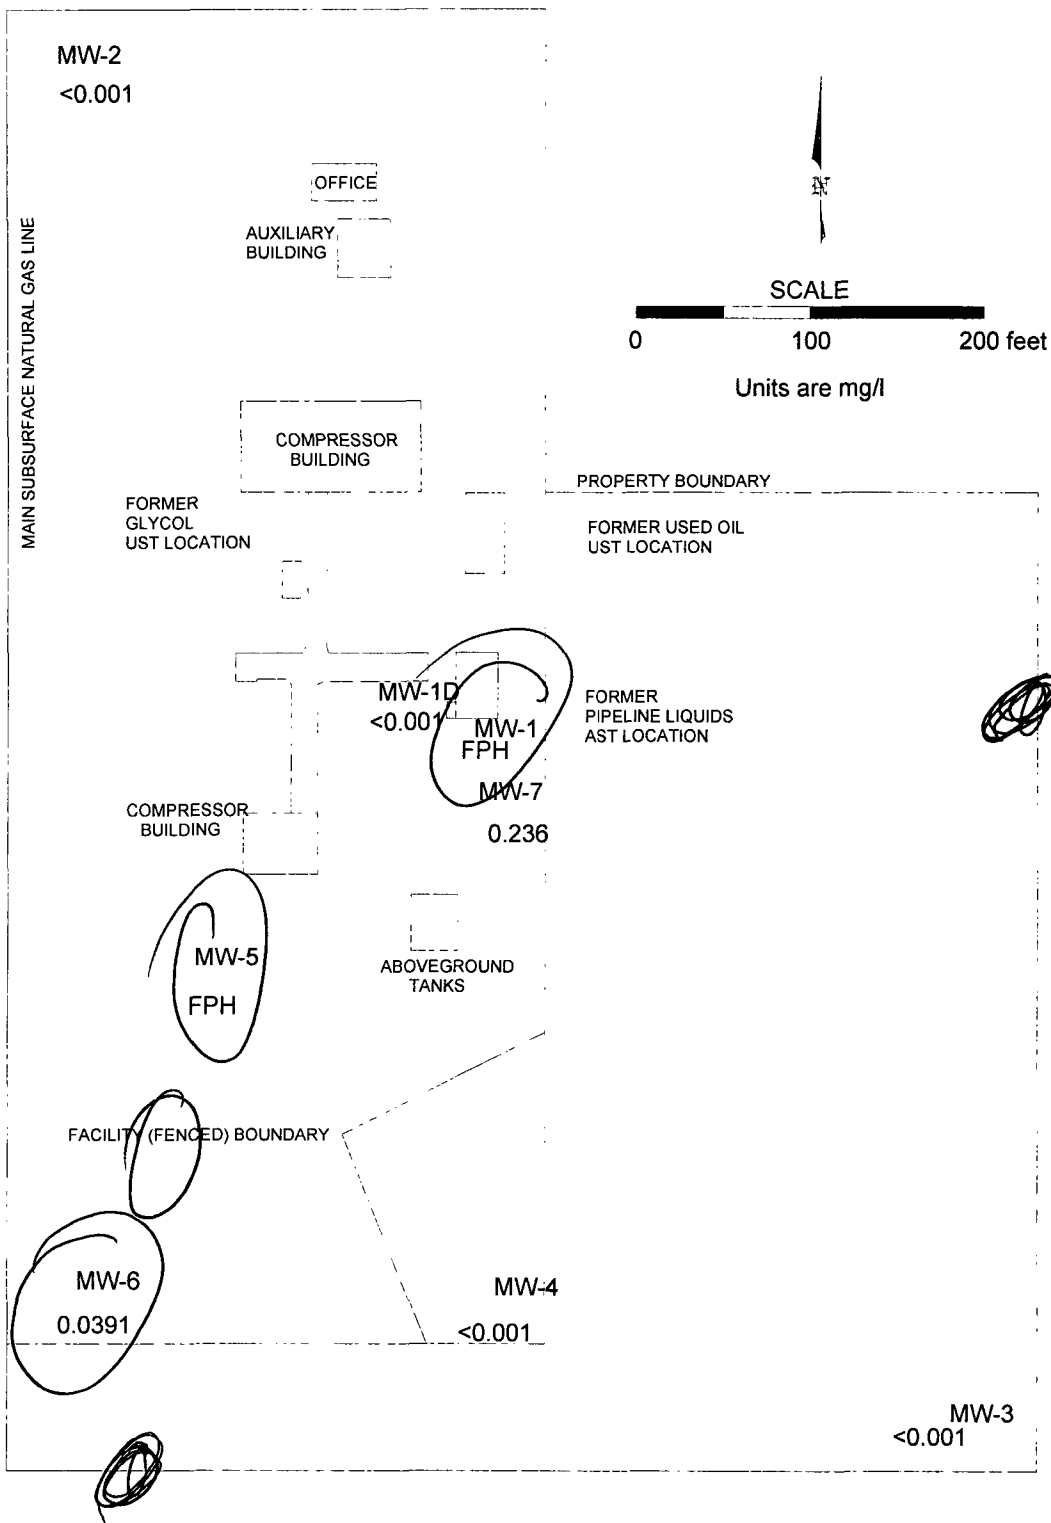 MW-2
<0.001
OFFICE
AUXILIARY
BUILDING
MAIN SUBSURFACE NATURAL GAS LINE
N
SCALE
0 100 200 feet
Units are mg/l
COMPRESSOR
BUILDING
PROPERTY BOUNDARY
FORMER
GLYCOL
UST LOCATION
FORMER USED OIL
UST LOCATION
MW-1D
<0.001
MW-1
FPH
FORMER
PIPELINE LIQUIDS
AST LOCATION
MW-7
0.236
COMPRESSOR
BUILDING
MW-5
FPH
ABOVEGROUND
TANKS
FACILITY (FENCED) BOUNDARY
MW-6
0.0391
MW-4
<0.001
MW-3
<0.001